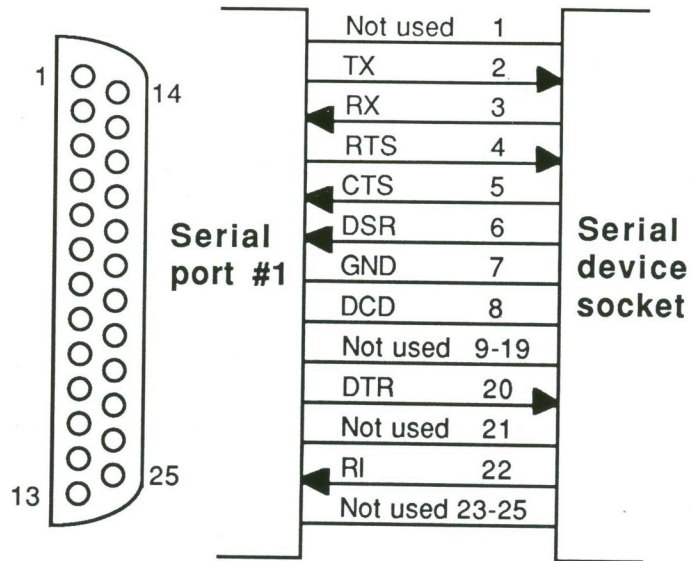 1
14
13
25
Serial
port #1
Not used 1
TX 2
RX 3
RTS 4
CTS 5
DSR 6
GND 7
DCD 8
Not used 9-19
DTR 20
Not used 21
RI 22
Not used 23-25
Serial
device
socket